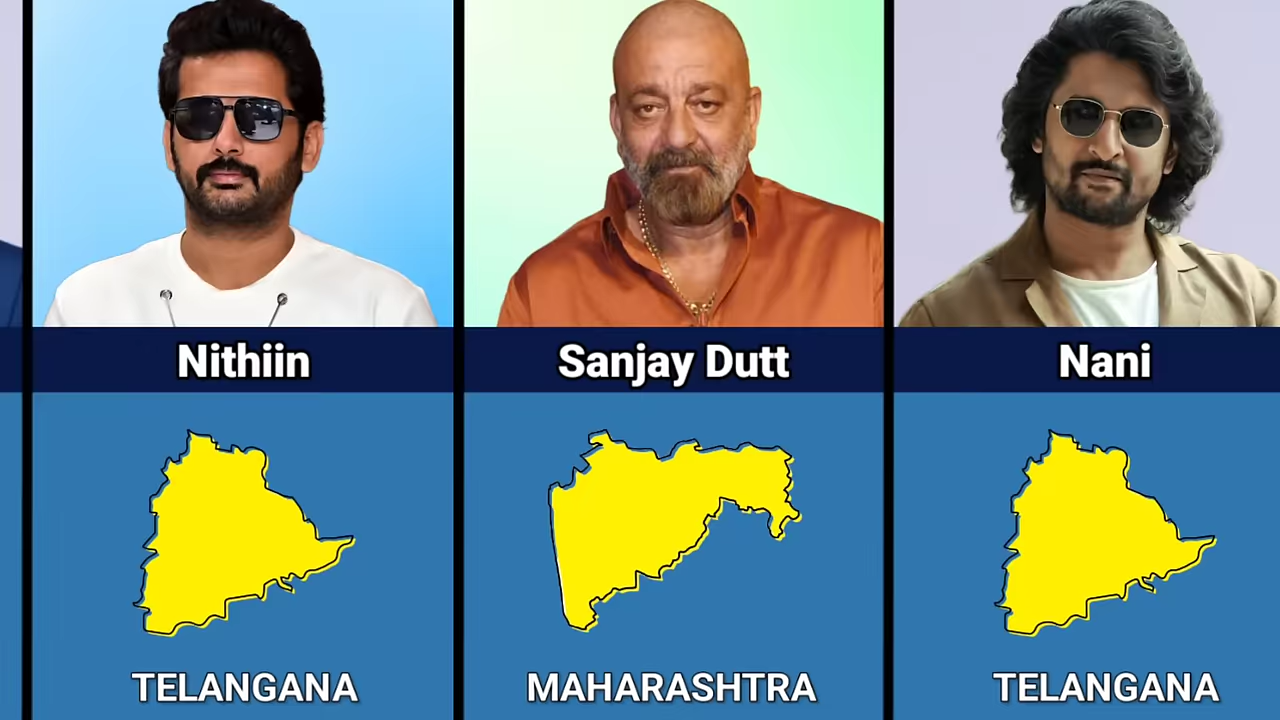 Nithiin
Sanjay Dutt
Nani
TELANGANA
MAHARASHTRA
TELANGANA